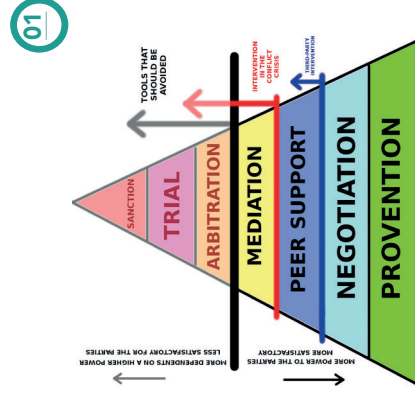 01
TOOLS THAT
SHOULD BE
AVOIDED
INTERVENTION
IN THE
CONFLICT
CRISIS
THIRD-PARTY
INTERVENTION
SANCTION
TRIAL
ARBITRATION
MEDIATION
PEER SUPPORT
NEGOTIATION
PROVENTION
MORE DEPENDENTS ON A HIGHER POWER
LESS SATISFACTORY FOR THE PARTIES
MORE POWER TO THE PARTIES
MORE SATISFACTORY